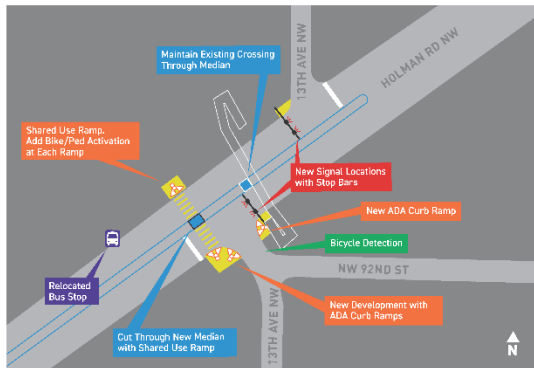 13TH AVE NW
HOLMAN RD NW
Maintain Existing Crossing
Through Median
Shared Use Ramp.
Add Bike/Ped Activation
at Each Ramp
New Signal Locations
with Stop Bars
New ADA Curb Ramp
Bicycle Detection
NW 92ND ST
Relocated
Bus Stop
New Development with
ADA Curb Ramps
Cut Through New Median
with Shared Use Ramp
13TH AVE NW
N